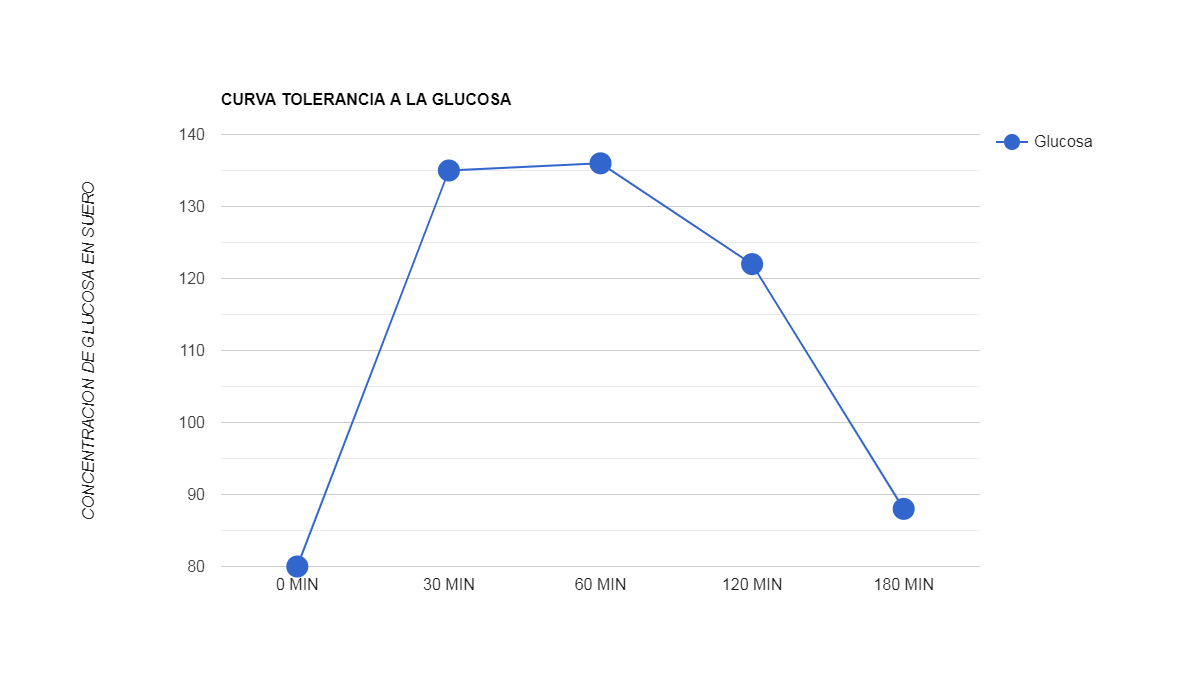 CURVA TOLERANCIA A LA GLUCOSA
Glucosa
CONCENTRACION DE GLUCOSA EN SUERO
140
130
120
110
100
90
80
0 MIN
30 MIN
60 MIN
120 MIN
180 MIN